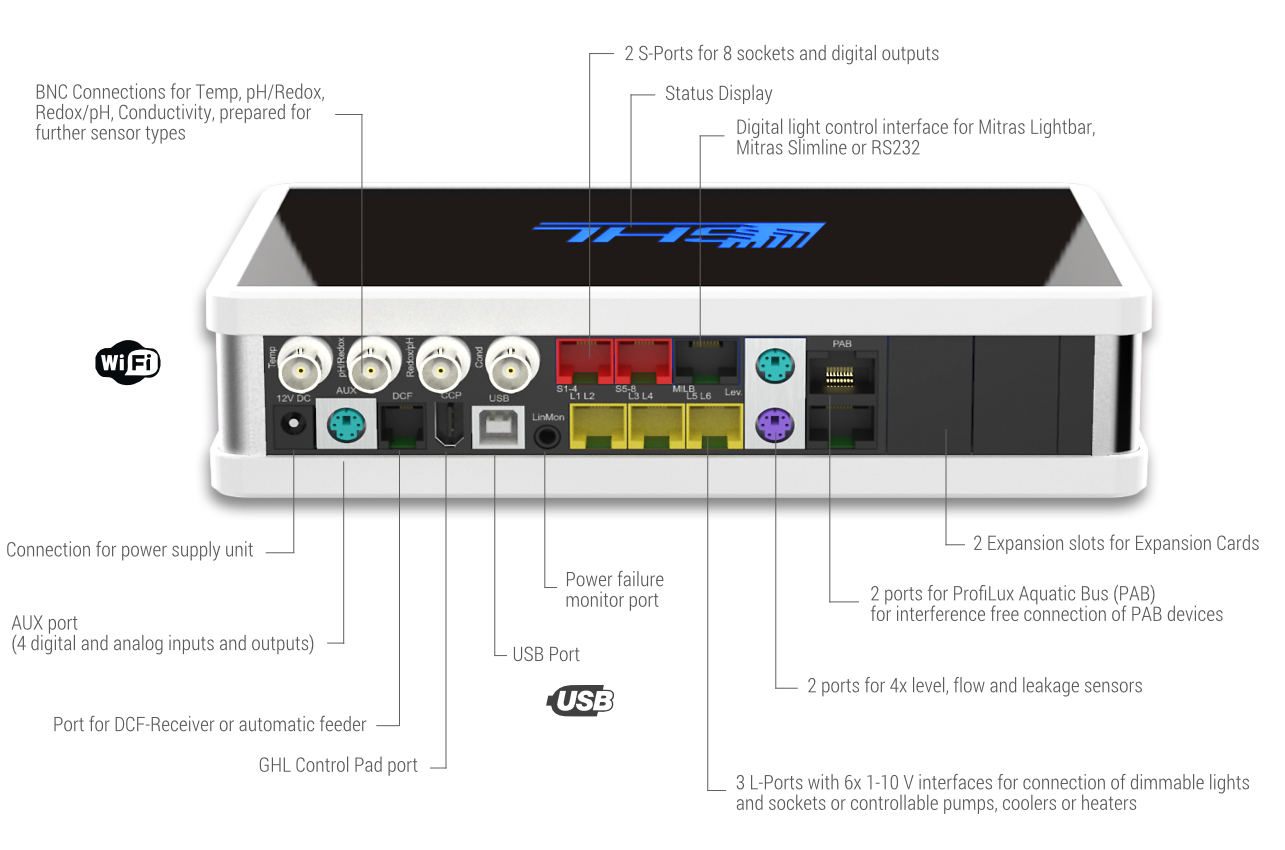 2 S-Ports for 8 sockets and digital outputs
BNC Connections for Temp, pH/Redox,
Redox/pH, Conductivity, prepared for
further sensor types
Status Display
Digital light control interface for Mitras Lightbar,
Mitras Slimline or RS232
GHL
WiFi
Temp
pH/Redox
Redox/pH
Cond
PAB
S1-4
S5-8
MILB
Lev.
12V DC
AUX
DCF
CCP
USB
LinMon
L1 L2
L3 L4
L5 L6
Connection for power supply unit
2 Expansion slots for Expansion Cards
Power failure
monitor port
2 ports for ProfiLux Aquatic Bus (PAB)
for interference free connection of PAB devices
AUX port
(4 digital and analog inputs and outputs)
USB Port
2 ports for 4x level, flow and leakage sensors
USB
Port for DCF-Receiver or automatic feeder
GHL Control Pad port
3 L-Ports with 6x 1-10 V interfaces for connection of dimmable lights
and sockets or controllable pumps, coolers or heaters